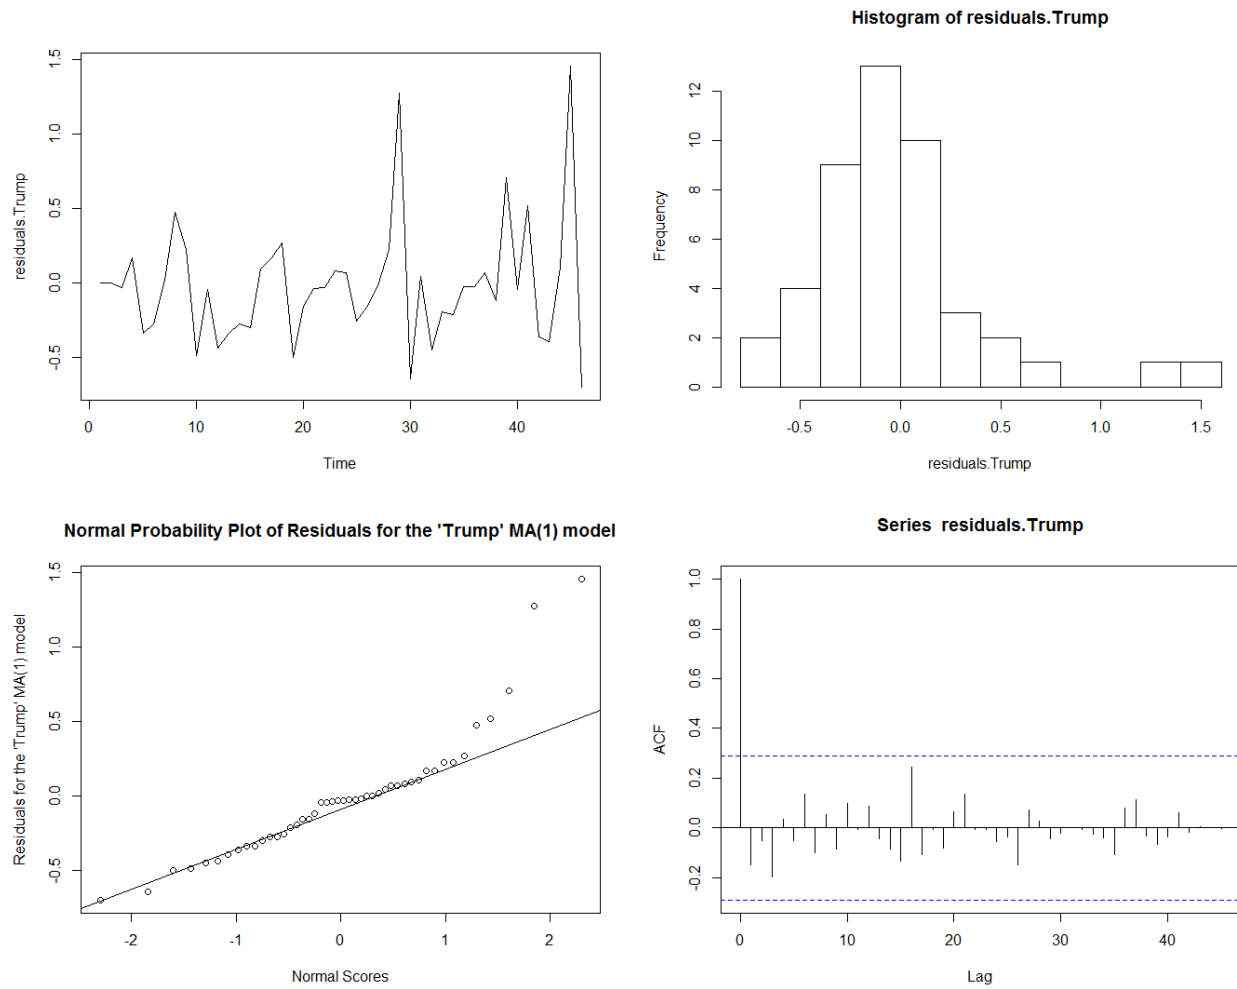 residuals.Trump
1.5
1.0
0.5
0.0
-0.5
0 10 20 30 40
Time
Histogram of residuals.Trump
Frequency
12
10
8
6
4
2
0
-0.5 0.0 0.5 1.0 1.5
residuals.Trump
Normal Probability Plot of Residuals for the 'Trump' MA(1) model
Residuals for the 'Trump' MA(1) model
1.5
1.0
0.5
0.0
-0.5
-2 -1 0 1 2
Normal Scores
Series residuals.Trump
ACF
1.0
0.8
0.6
0.4
0.2
0.0
-0.2
0 10 20 30 40
Lag